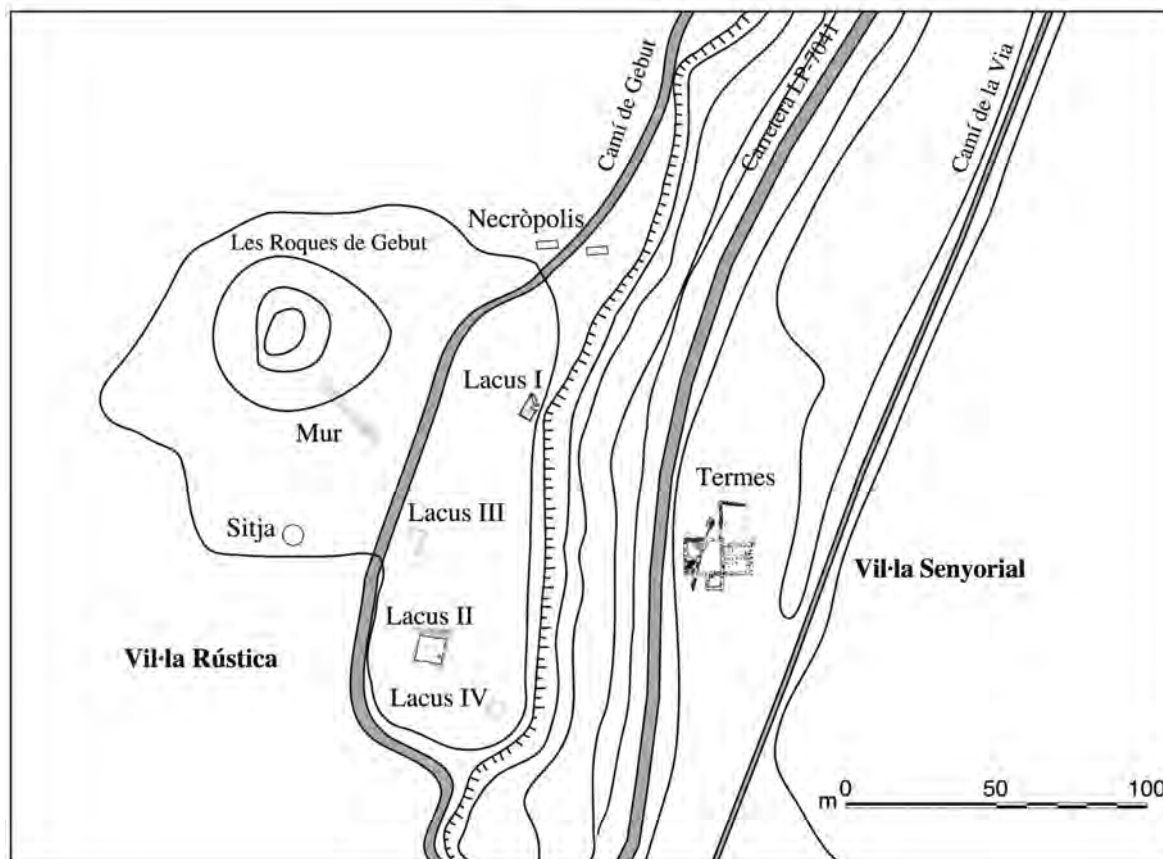 Camí de Gebut
Carretera LP-7041
Camí de la Via
Necròpolis
Les Roques de Gebut
Lacus I
Mur
Termes
Lacus III
Sitja
Vil·la Senyorial
Lacus II
Vil·la Rústica
Lacus IV
m 0 50 100